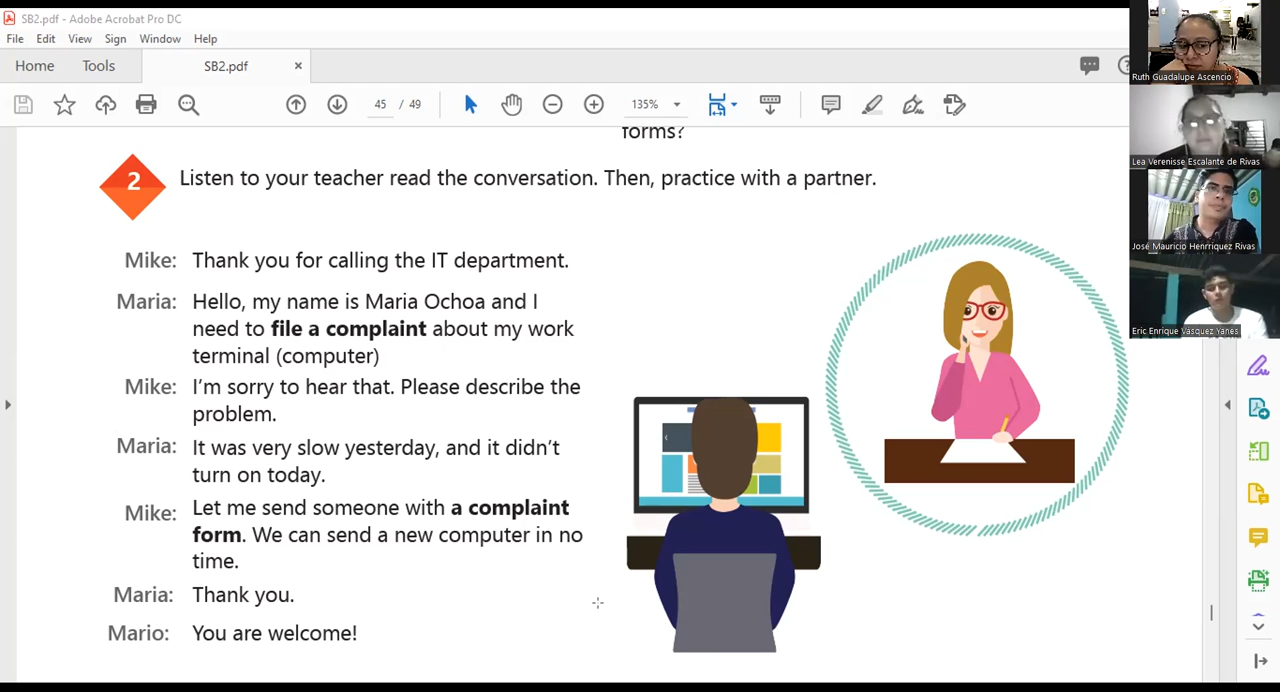 SB2.pdf - Adobe Acrobat Pro DC
File Edit View Sign Window Help
Home Tools SB2.pdf ×
45 / 49 135%
forms?
2 Listen to your teacher read the conversation. Then, practice with a partner.
Mike: Thank you for calling the IT department.
Maria: Hello, my name is Maria Ochoa and I
need to file a complaint about my work
terminal (computer)
Mike: I'm sorry to hear that. Please describe the
problem.
Maria: It was very slow yesterday, and it didn't
turn on today.
Mike: Let me send someone with a complaint
form. We can send a new computer in no
time.
Maria: Thank you.
Mario: You are welcome!
Ruth Guadalupe Ascencio
Lea Verenisse Escalante de Rivas
José Mauricio Henrriquez Rivas
Eric Enrique Vásquez Yanes